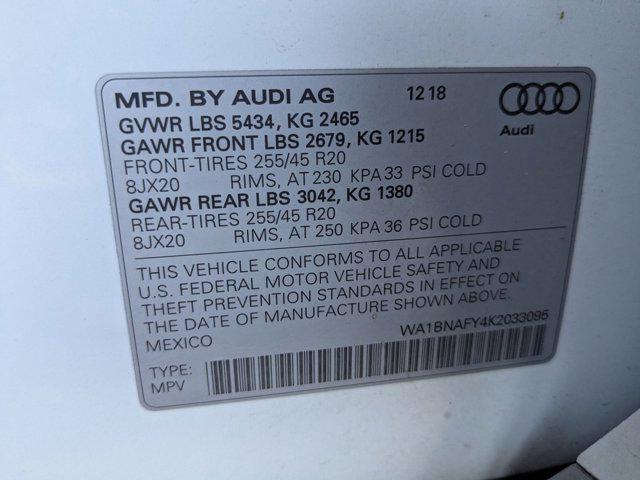 MFD. BY AUDI AG 12 18
GVWR LBS 5434, KG 2465
GAWR FRONT LBS 2679, KG 1215
Audi
FRONT-TIRES 255/45 R20
8JX20 RIMS, AT 230 KPA 33 PSI COLD
GAWR REAR LBS 3042, KG 1380
REAR-TIRES 255/45 R20
8JX20 RIMS, AT 250 KPA 36 PSI COLD
THIS VEHICLE CONFORMS TO ALL APPLICABLE
U.S. FEDERAL MOTOR VEHICLE SAFETY AND
THEFT PREVENTION STANDARDS IN EFFECT ON
THE DATE OF MANUFACTURE SHOWN ABOVE.
MEXICO WA1BNAFY4K2033095
TYPE:
MPV